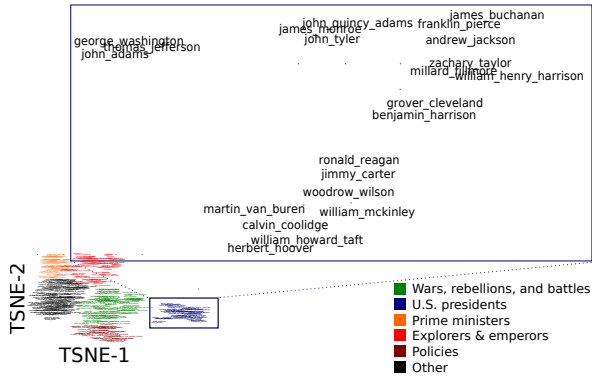 james_buchanan
john_quincy_adams
franklin_pierce
james_monroe
george_washington
john_tyler
andrew_jackson
thomas_jefferson
john_adams
zachary_taylor
millard_fillmore
william_henry_harrison
grover_cleveland
benjamin_harrison
ronald_reagan
jimmy_carter
woodrow_wilson
martin_van_buren
william_mckinley
calvin_coolidge
william_howard_taft
herbert_hoover
TSNE-2
TSNE-1
Wars, rebellions, and battles
U.S. presidents
Prime ministers
Explorers & emperors
Policies
Other